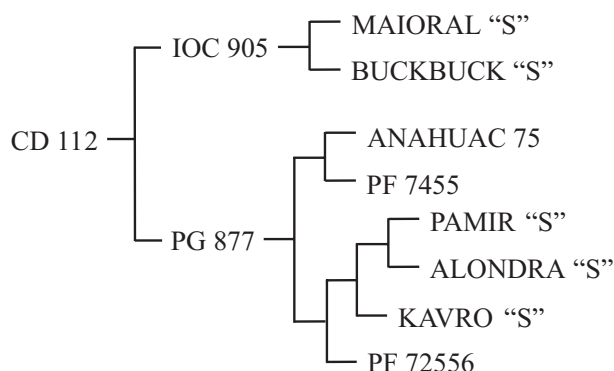 MAIORAL “S”
IOC 905
BUCKBUCK “S”
CD 112
ANAHUAC 75
PF 7455
PG 877
PAMIR “S”
ALONDRA “S”
KAVRO “S”
PF 72556